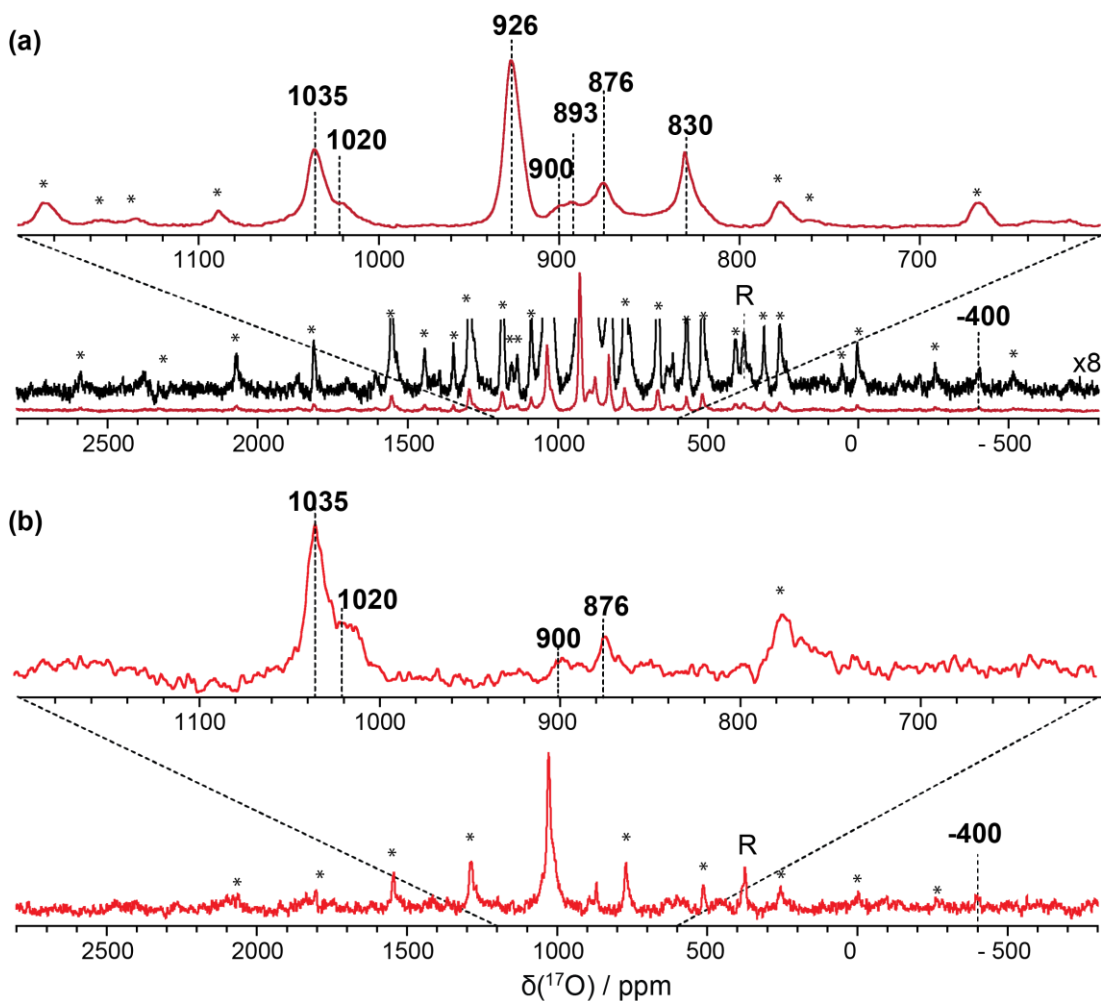 (a)
926
1035
1020
900
893
876
830
* * * * * * *
1100 1000 900 800 700
* * * * * * * * * * * * * * * R * * * * * * -400 * x8
2500 2000 1500 1000 500 0 - 500
(b)
1035
1020
900
876
*
1100 1000 900 800 700
* * * * * * R * * * -400
2500 2000 1500 1000 500 0 - 500
δ(¹⁷O) / ppm